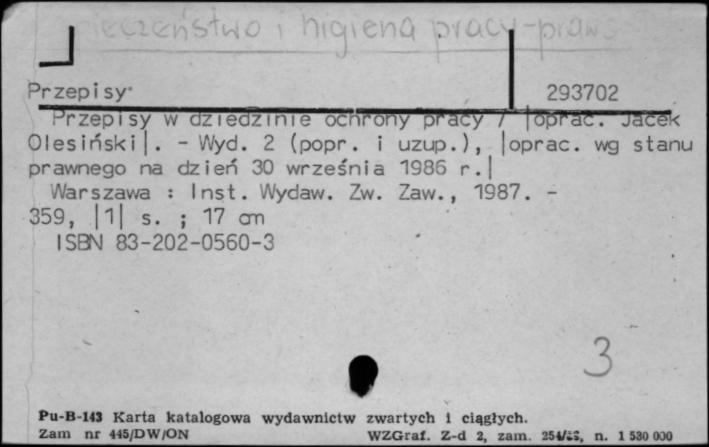 ieczeństwo i higiena pracy-praw
Przepisy 293702
Przepisy w dziedzinie ochrony pracy / |oprac. Jacek
Olesiński|. - Wyd. 2 (popr. i uzup.), |oprac. wg stanu
prawnego na dzień 30 września 1986 r.|
Warszawa : Inst. Wydaw. Zw. Zaw., 1987. -
359, |1| s. ; 17 cm
ISBN 83-202-0560-3
3
Pu-B-143 Karta katalogowa wydawnictw zwartych i ciągłych.
Zam nr 445/DW/ON WZGraf. Z-d 2, zam. n. 1 530 000